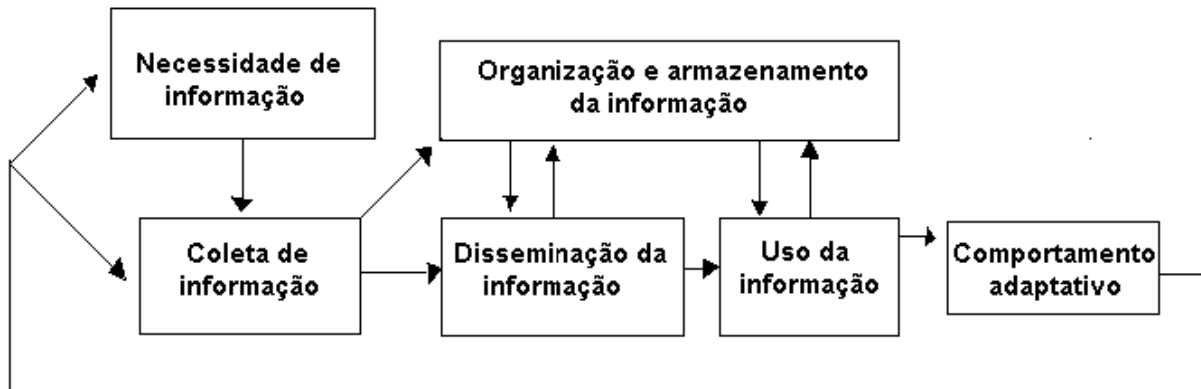 Necessidade de
informação
Organização e armazenamento
da informação
Coleta de
informação
Disseminação da
informação
Uso da
informação
Comportamento
adaptativo